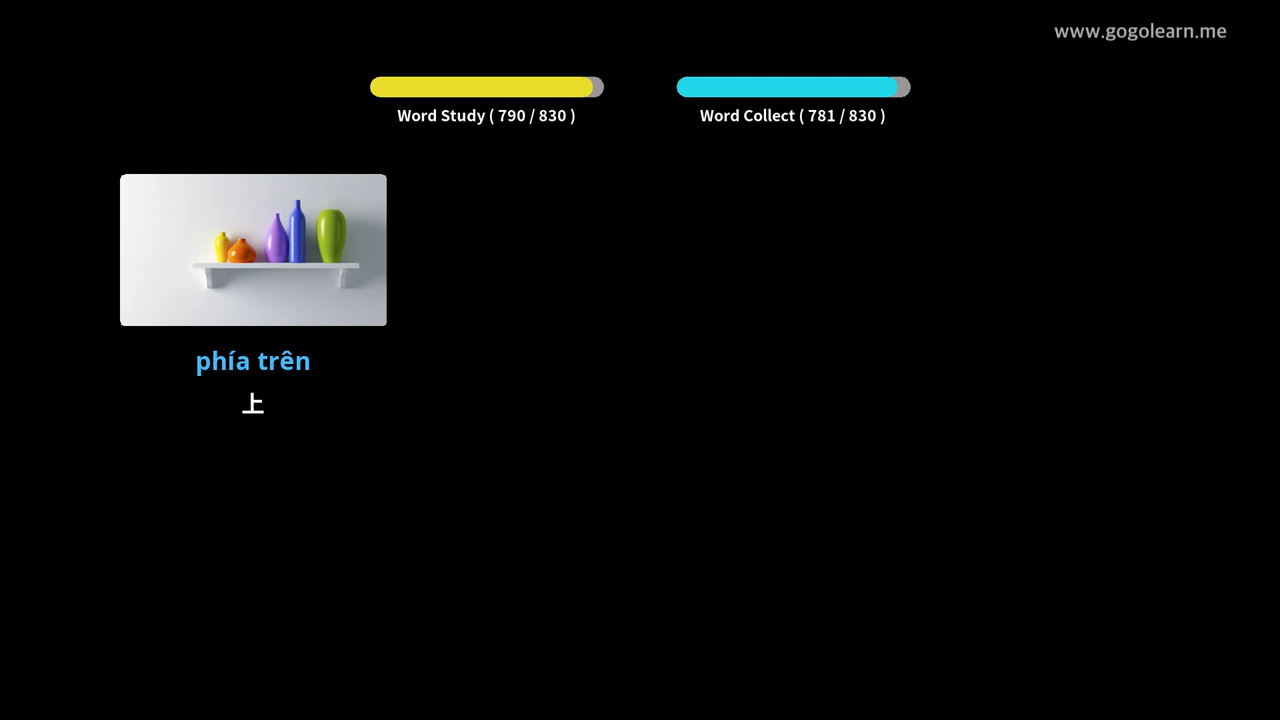 www.gogolearn.me
Word Study ( 790 / 830 )
Word Collect ( 781 / 830 )
phía trên
上